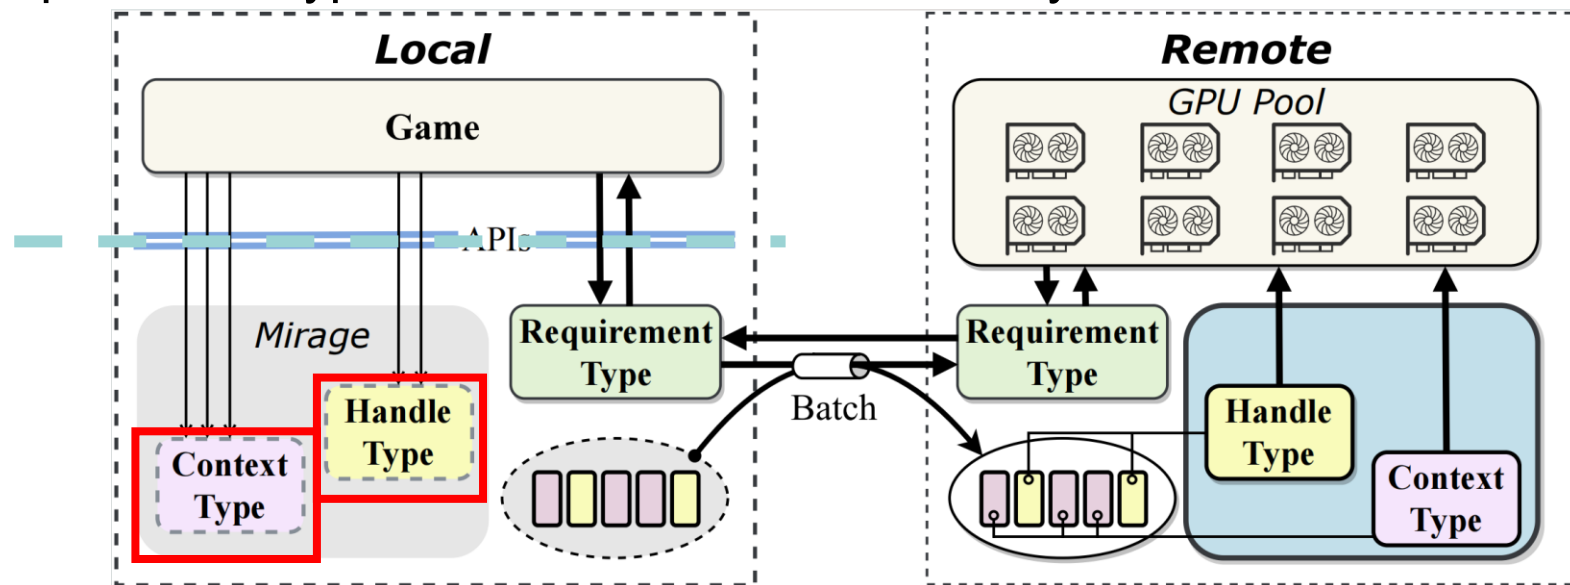 Local
Remote
Game
GPU Pool
APIs
Mirage
Requirement
Type
Requirement
Type
Handle
Type
Batch
Handle
Type
Context
Type
Context
Type